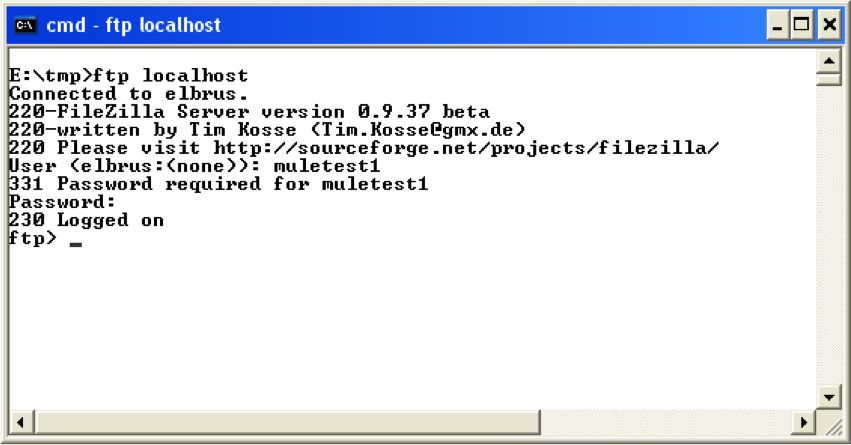 cmd - ftp localhost
E:\tmp>ftp localhost
Connected to elbrus.
220-FileZilla Server version 0.9.37 beta
220-written by Tim Kosse (Tim.Kosse@gmx.de)
220 Please visit http://sourceforge.net/projects/filezilla/
User (elbrus:(none)): muletest1
331 Password required for muletest1
Password:
230 Logged on
ftp> _